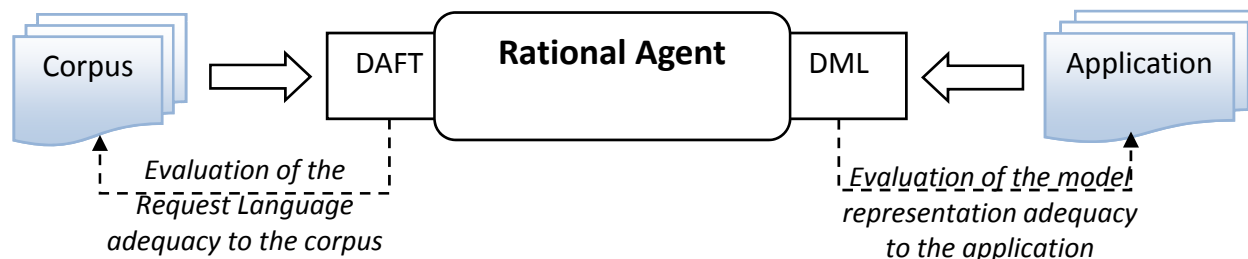 Corpus
DAFT
Rational Agent
DML
Application
Evaluation of the
Request Language
adequacy to the corpus
Evaluation of the model
representation adequacy
to the application